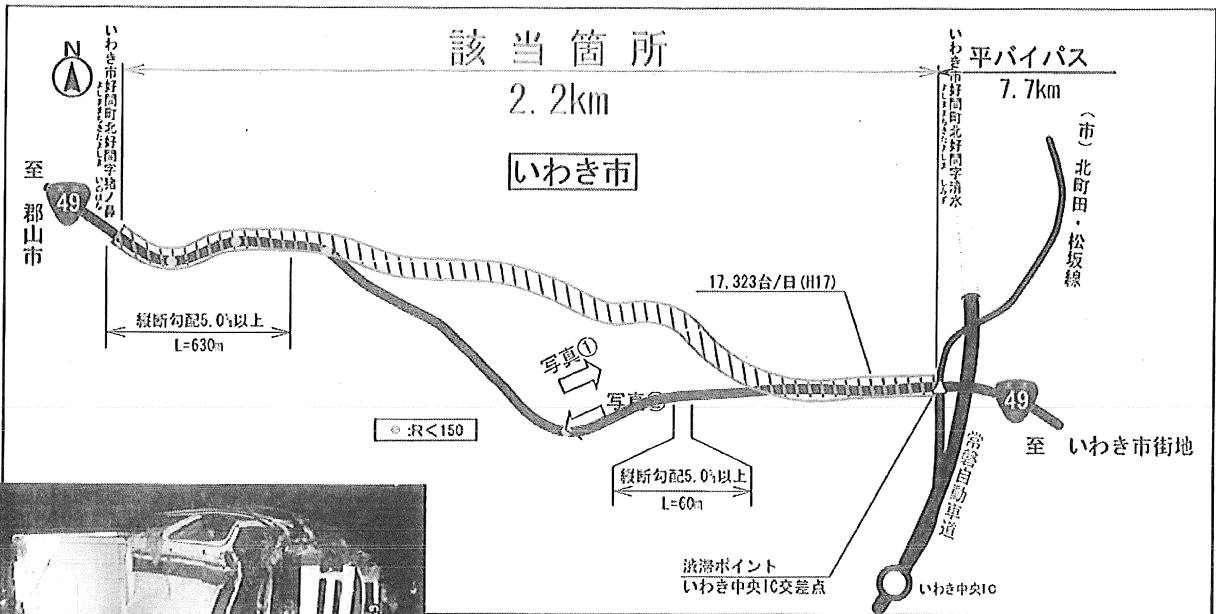 該当箇所
2.2km
平バイパス
7.7km
N
いわき市好間町北好間字猪ノ鼻
いわき市好間町北好間字清水
(市)北町田・松坂線
いわき市
至 郡山市
49
17,323台/日(H17)
縦断勾配5.0%以上
L=630m
写真①
写真
:R<150
49
至 いわき市街地
縦断勾配5.0%以上
L=60m
常磐自動車道
渋滞ポイント
いわき中央IC交差点
いわき中央IC